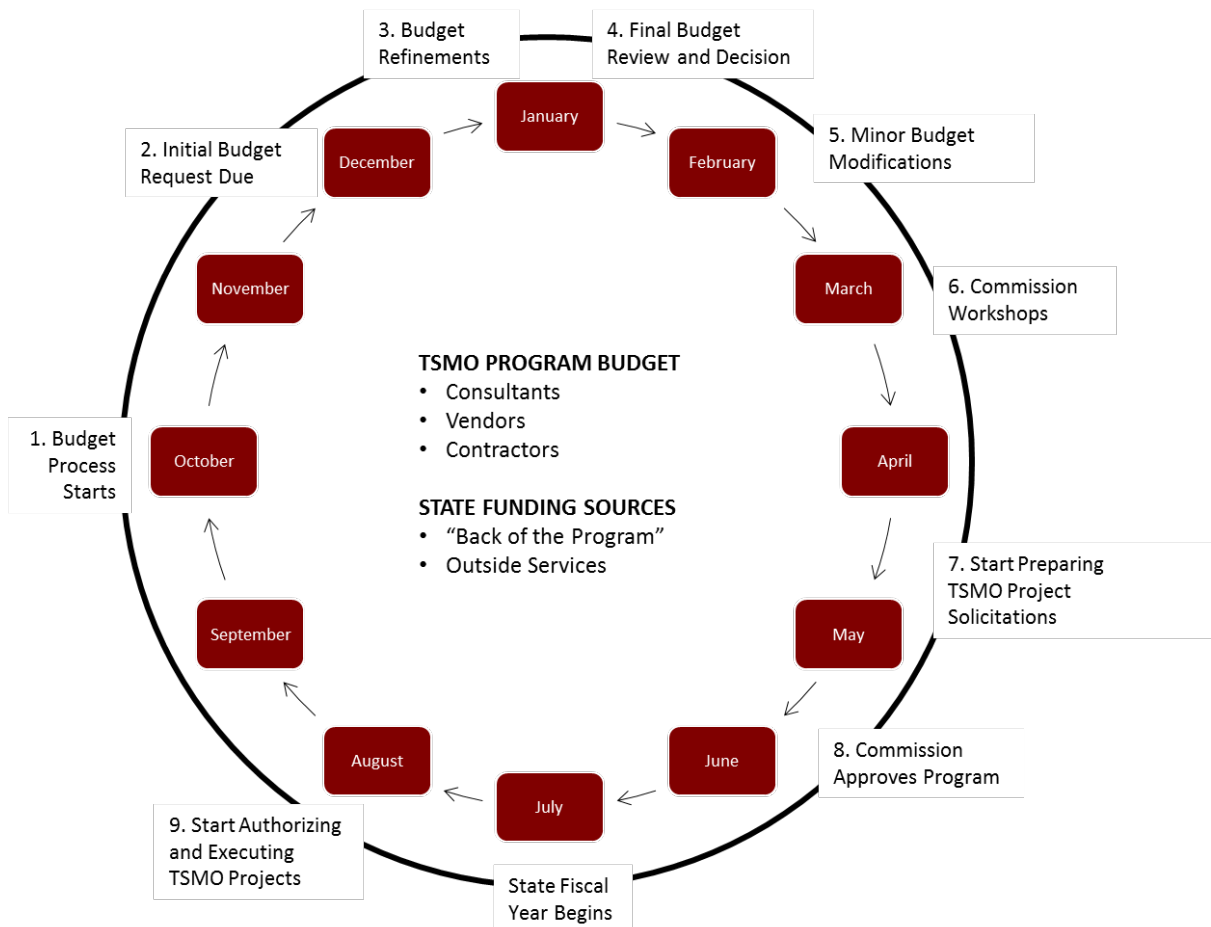 3. Budget
Refinements
4. Final Budget
Review and Decision
January
2. Initial Budget
Request Due
December
February
5. Minor Budget
Modifications
November
March
6. Commission
Workshops
TSMO PROGRAM BUDGET
• Consultants
• Vendors
• Contractors
1. Budget
Process
Starts
October
April
STATE FUNDING SOURCES
• “Back of the Program”
• Outside Services
7. Start Preparing
TSMO Project
Solicitations
September
May
August
June
8. Commission
Approves Program
July
9. Start Authorizing
and Executing
TSMO Projects
State Fiscal
Year Begins